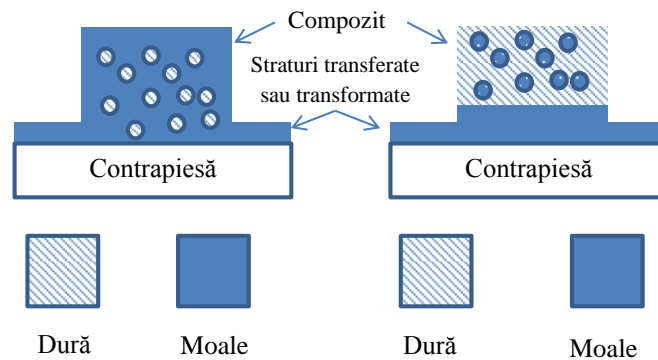 Compozit
Straturi transferate
sau transformate
Contrapiesă
Contrapiesă
Dură
Moale
Dură
Moale